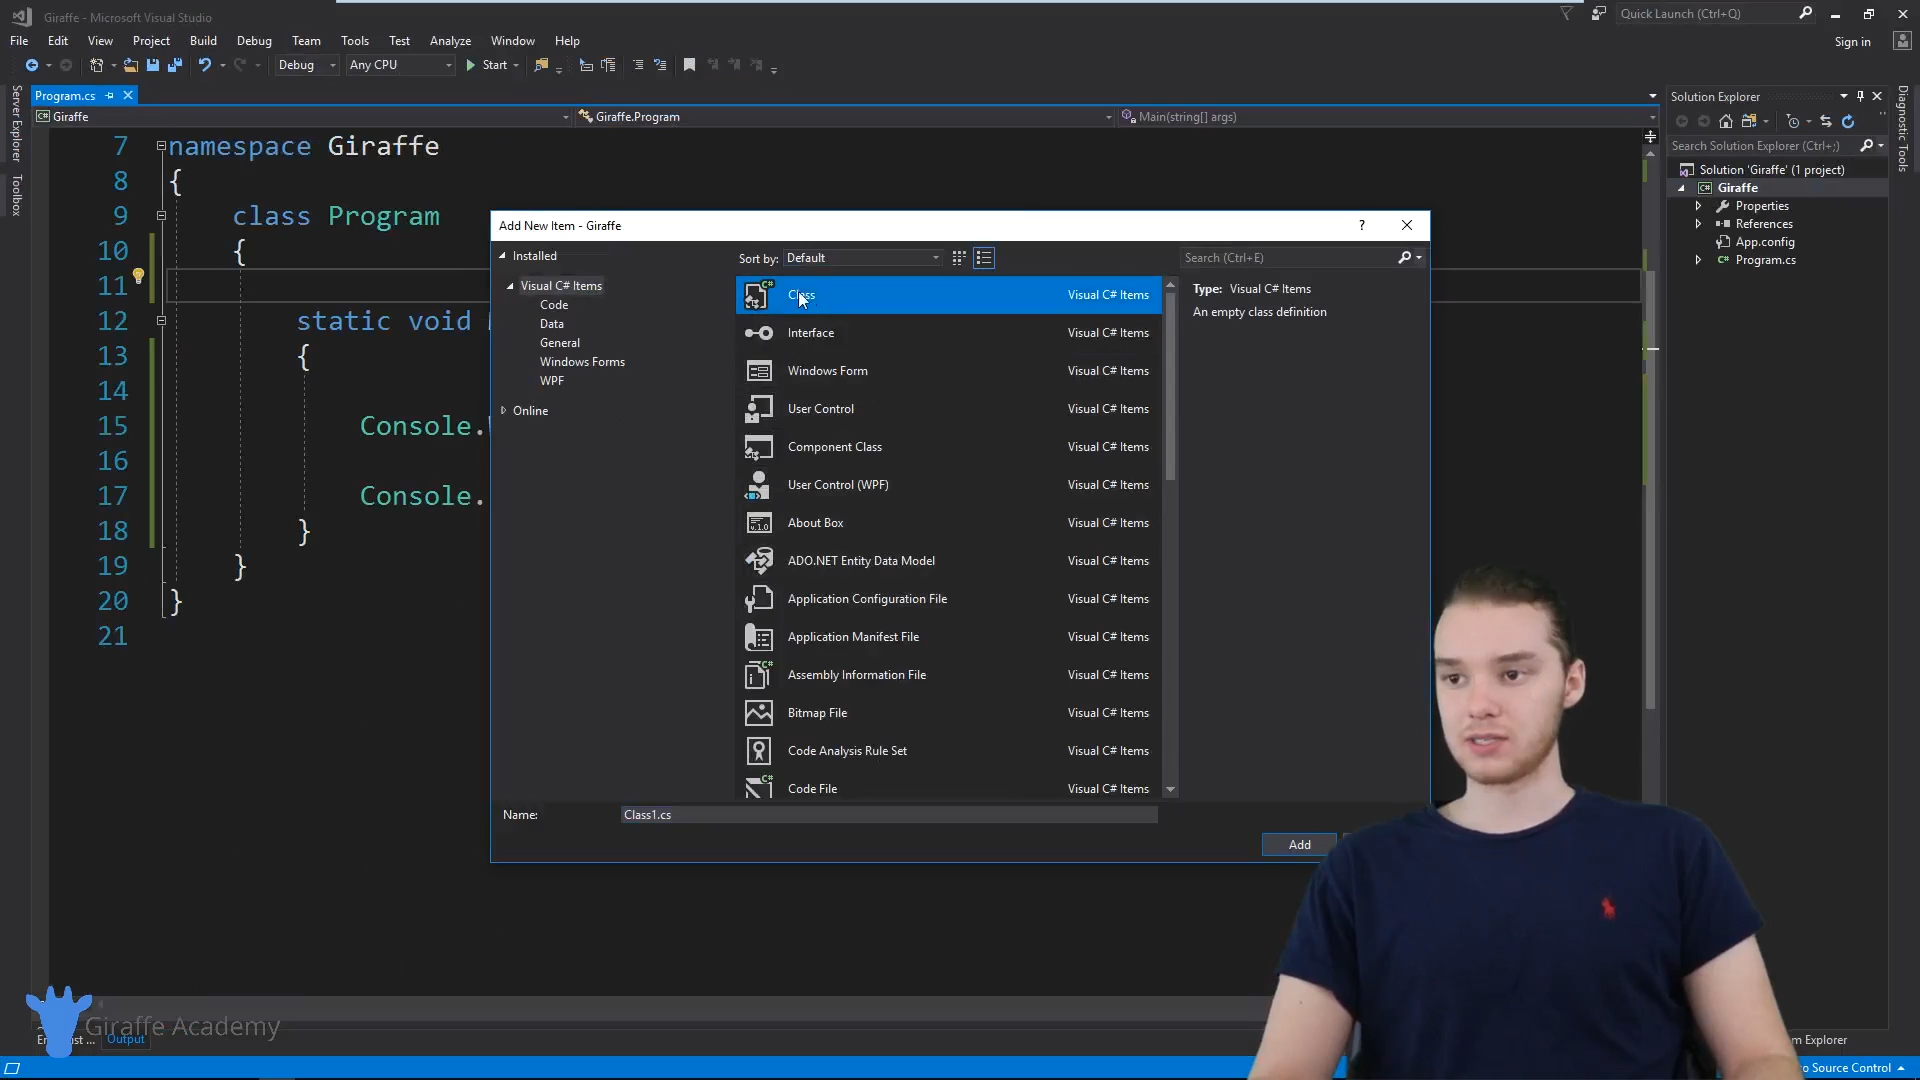 Giraffe - Microsoft Visual Studio
Quick Launch (Ctrl+Q)
File Edit View Project Build Debug Team Tools Test Analyze Window Help
Sign in
Debug Any CPU Start
Server Explorer
Toolbox
Program.cs
Giraffe
Giraffe.Program
Main(string[] args)
7 namespace Giraffe
8 {
9 class Program
10 {
11
12 static void
13 {
14
15 Console.
16
17 Console.
18 }
19 }
20 }
21
Add New Item - Giraffe
?
Installed
Visual C# Items
Code
Data
General
Windows Forms
WPF
Online
Sort by: Default
Class Visual C# Items
Interface Visual C# Items
Windows Form Visual C# Items
User Control Visual C# Items
Component Class Visual C# Items
User Control (WPF) Visual C# Items
About Box Visual C# Items
ADO.NET Entity Data Model Visual C# Items
Application Configuration File Visual C# Items
Application Manifest File Visual C# Items
Assembly Information File Visual C# Items
Bitmap File Visual C# Items
Code Analysis Rule Set Visual C# Items
Code File Visual C# Items
Search (Ctrl+E)
Type: Visual C# Items
An empty class definition
Name: Class1.cs
Add
Solution Explorer
Search Solution Explorer (Ctrl+;)
Solution 'Giraffe' (1 project)
Giraffe
Properties
References
App.config
Program.cs
Diagnostic Tools
Giraffe Academy
Output
Explorer
Source Control